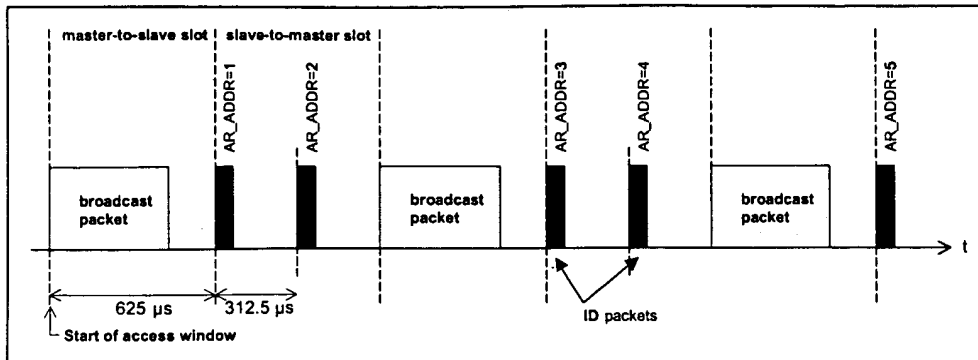 master-to-slave slot
slave-to-master slot
AR_ADDR=1
AR_ADDR=2
AR_ADDR=3
AR_ADDR=4
AR_ADDR=5
broadcast
packet
broadcast
packet
broadcast
packet
t
625 µs
312.5 µs
ID packets
Start of access window